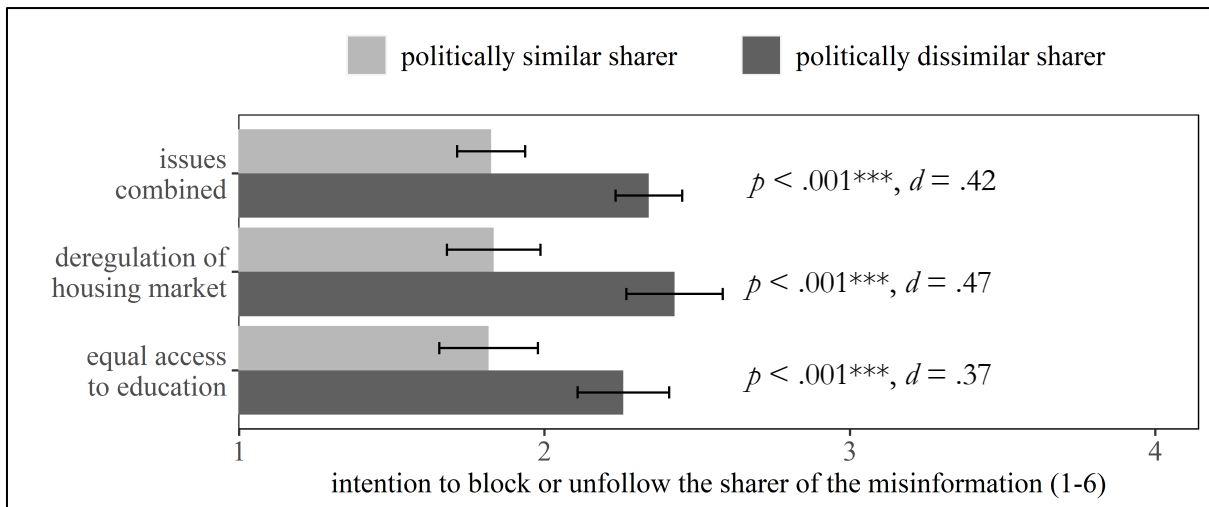 politically similar sharer politically dissimilar sharer
issues
combined
p < .001***, d = .42
deregulation of
housing market
p < .001***, d = .47
equal access
to education
p < .001***, d = .37
1 2 3 4
intention to block or unfollow the sharer of the misinformation (1-6)